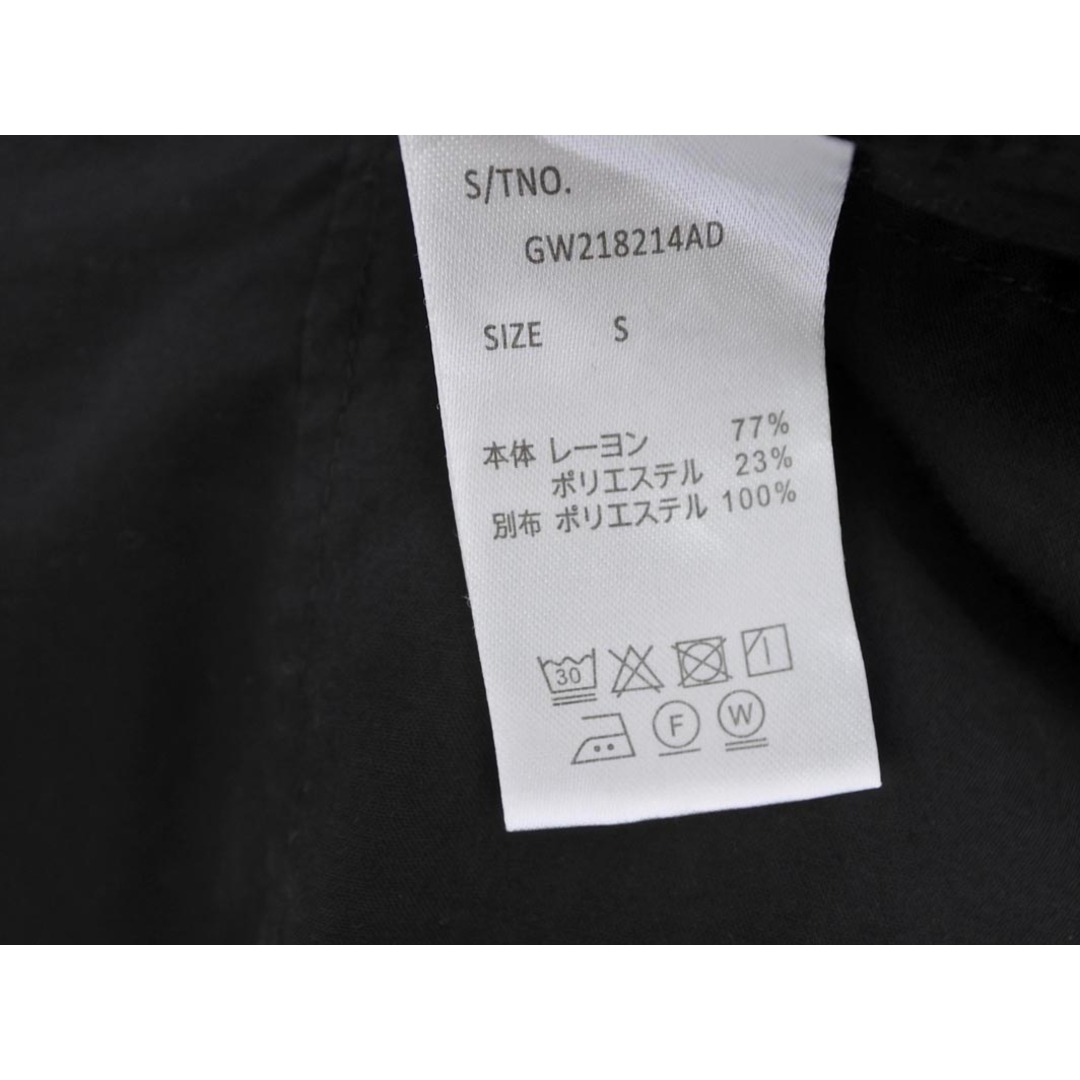 S/TNO.
GW218214AD
SIZE S
本体 レーヨン 77%
ポリエステル 23%
別布 ポリエステル 100%
30
F W